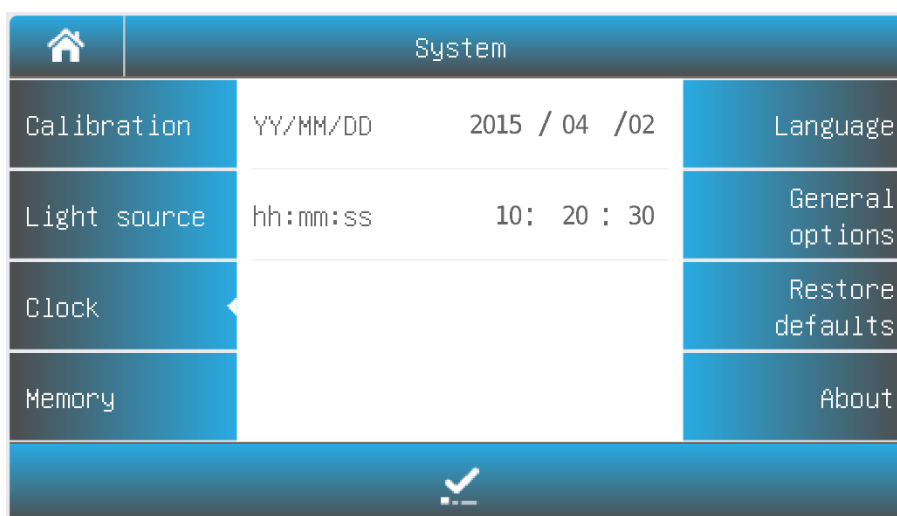 System
Calibration
YY/MM/DD 2015 / 04 /02
Language
Light source
hh:mm:ss 10: 20 : 30
General
options
Clock
Restore
defaults
Memory
About